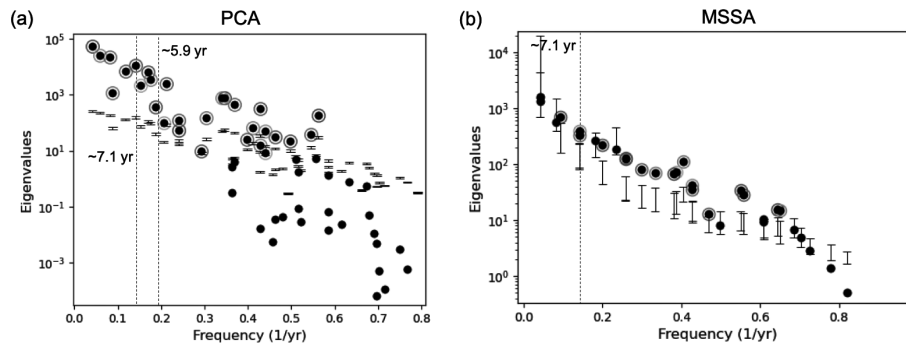 (a) PCA
~5.9 yr
~7.1 yr
Eigenvalues
10^5
10^3
10^1
10^-1
10^-3
0.0 0.1 0.2 0.3 0.4 0.5 0.6 0.7 0.8
Frequency (1/yr)
(b) MSSA
~7.1 yr
Eigenvalues
10^4
10^3
10^2
10^1
10^0
0.0 0.2 0.4 0.6 0.8
Frequency (1/yr)